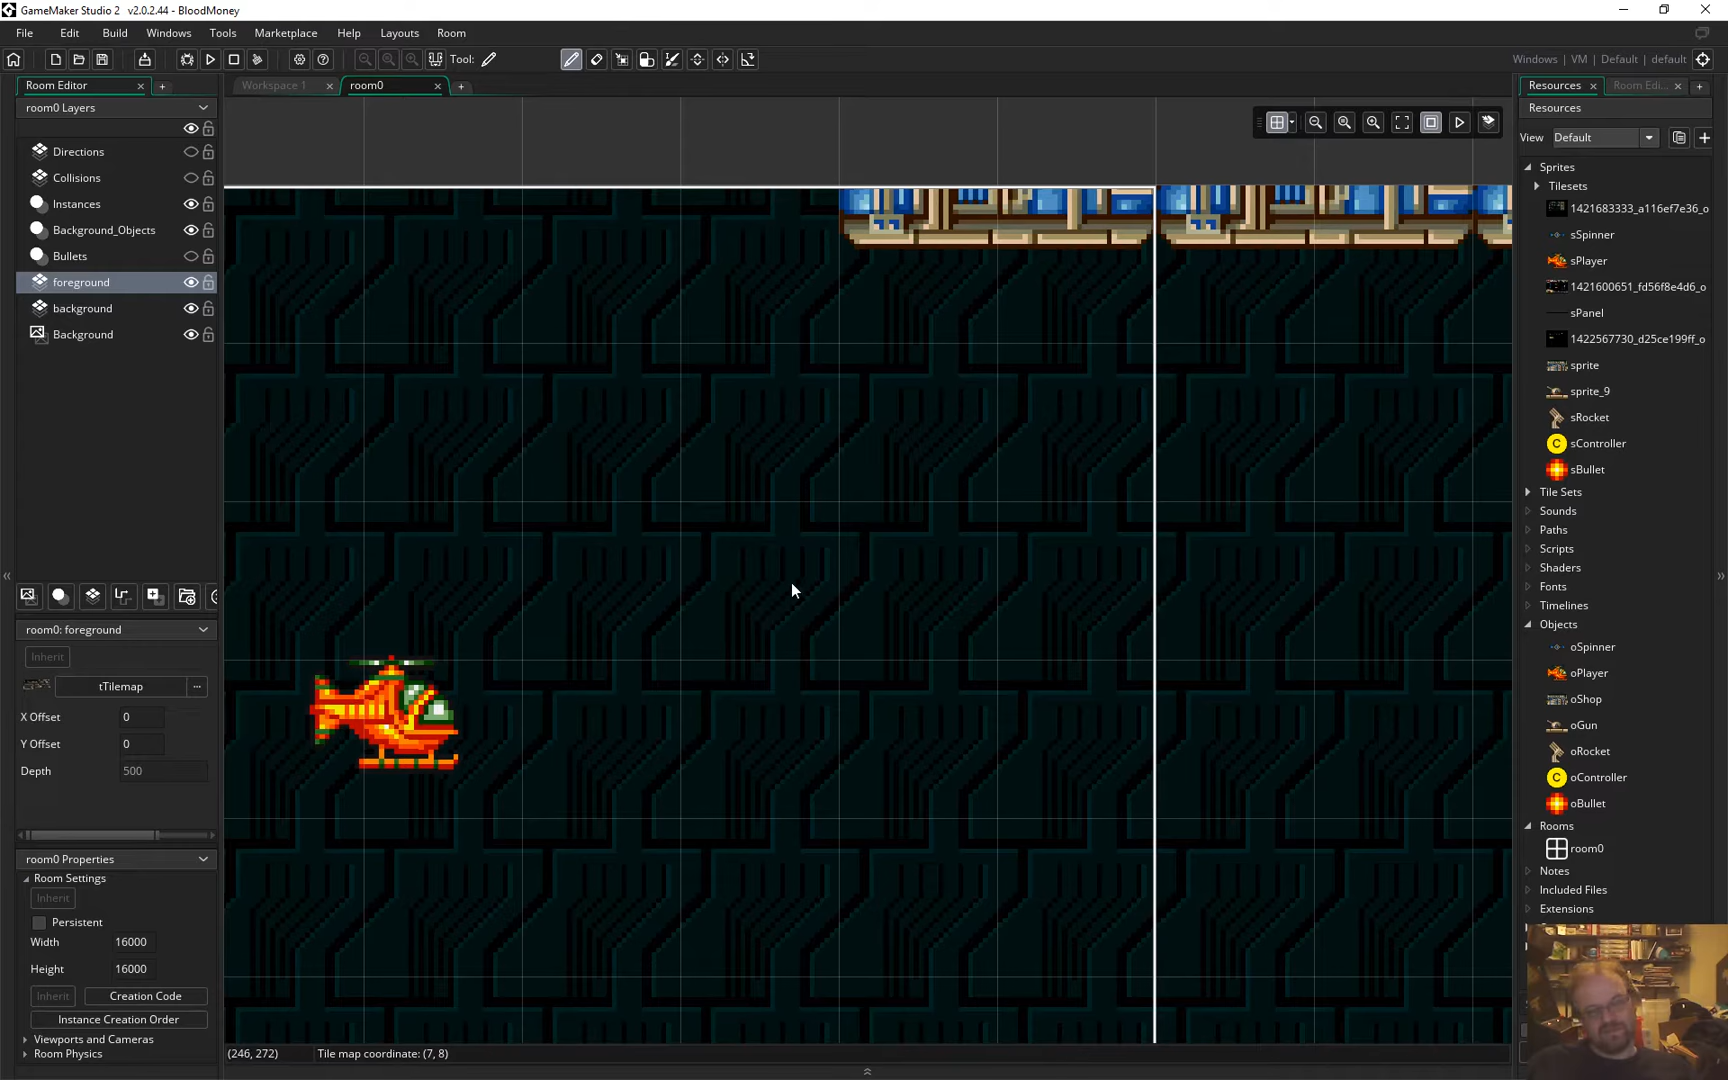 GameMaker Studio 2   v2.0.2.44 - BloodMoney
File Edit Build Windows Tools Marketplace Help Layouts Room
Tool:
Windows | VM | Default | default
Room Editor
Workspace 1
room0
Resources
Room Edi...
room0 Layers
Resources
View Default
Directions
Collisions
Instances
Background_Objects
Bullets
foreground
background
Background
Sprites
Tilesets
1421683333_a116ef7e36_o
sSpinner
sPlayer
1421600651_fd56f8e4d6_o
sPanel
1422567730_d25ce199ff_o
sprite
sprite_9
sRocket
sController
sBullet
Tile Sets
Sounds
Paths
Scripts
Shaders
Fonts
Timelines
Objects
oSpinner
oPlayer
oShop
oGun
oRocket
oController
oBullet
Rooms
room0
Notes
Included Files
Extensions
room0: foreground
Inherit
tTilemap ...
X Offset 0
Y Offset 0
Depth 500
room0 Properties
Room Settings
Inherit
Persistent
Width 16000
Height 16000
Inherit Creation Code
Instance Creation Order
Viewports and Cameras
Room Physics
(246, 272) Tile map coordinate: (7, 8)